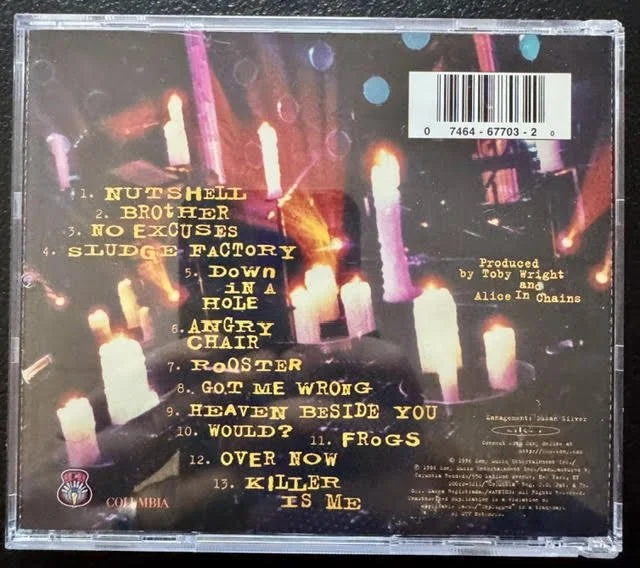 0 7464-67703-2 0
1. NUTSHELL
2. BROtHER
3. NO EXCUSES
4. SLUDGE FACTORY
5. DOwn
iN A
HOLE
6. ANGRY
CHAIR
7. ROOSTER
8. GOT ME WRONG
9. HEAVEN BESIDE YOU
10. WOULD?
11. FRoGS
12. OVER NOW
13. KiLLER
IS ME
Produced
by Toby Wright
and
Alice In Chains
Management: Susan Silver
COLUMBIA